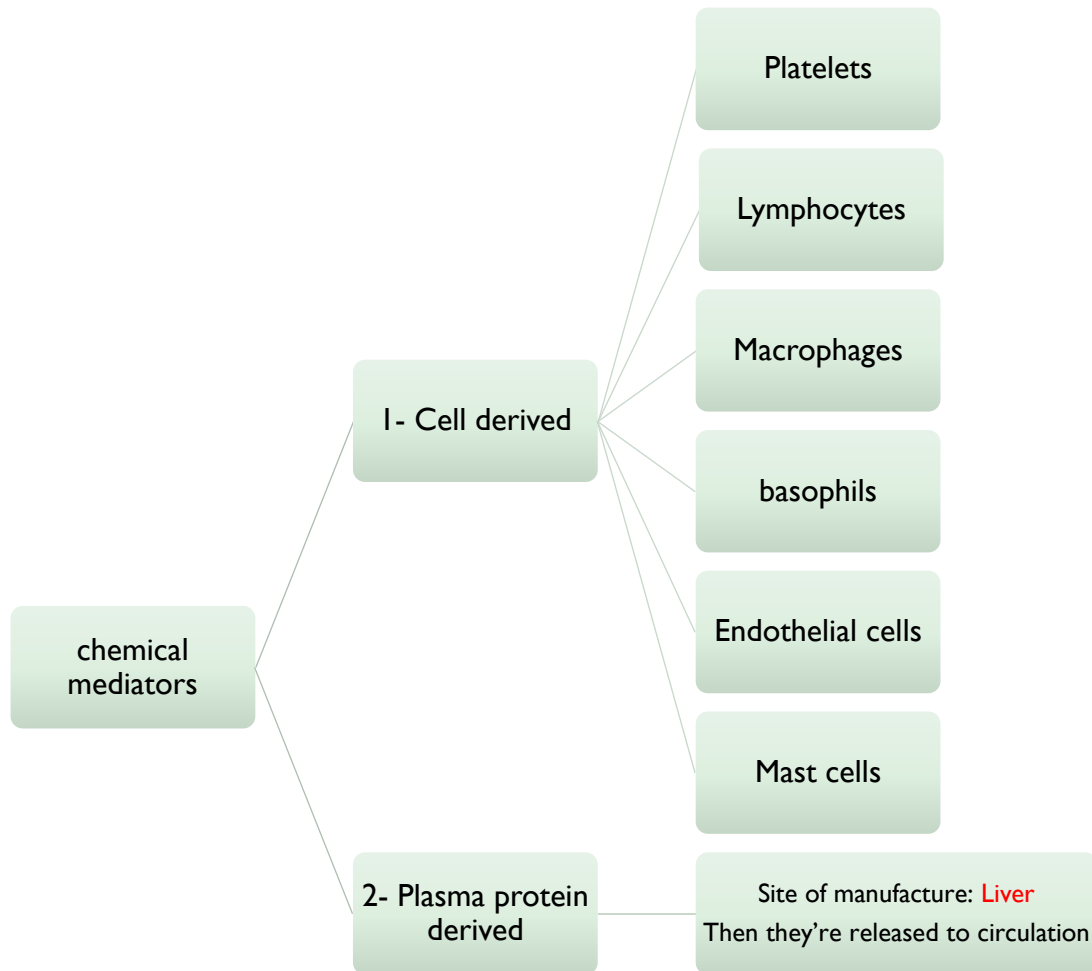 chemical
mediators
1- Cell derived
Platelets
Lymphocytes
Macrophages
basophils
Endothelial cells
Mast cells
2- Plasma protein
derived
Site of manufacture: Liver
Then they're released to circulation